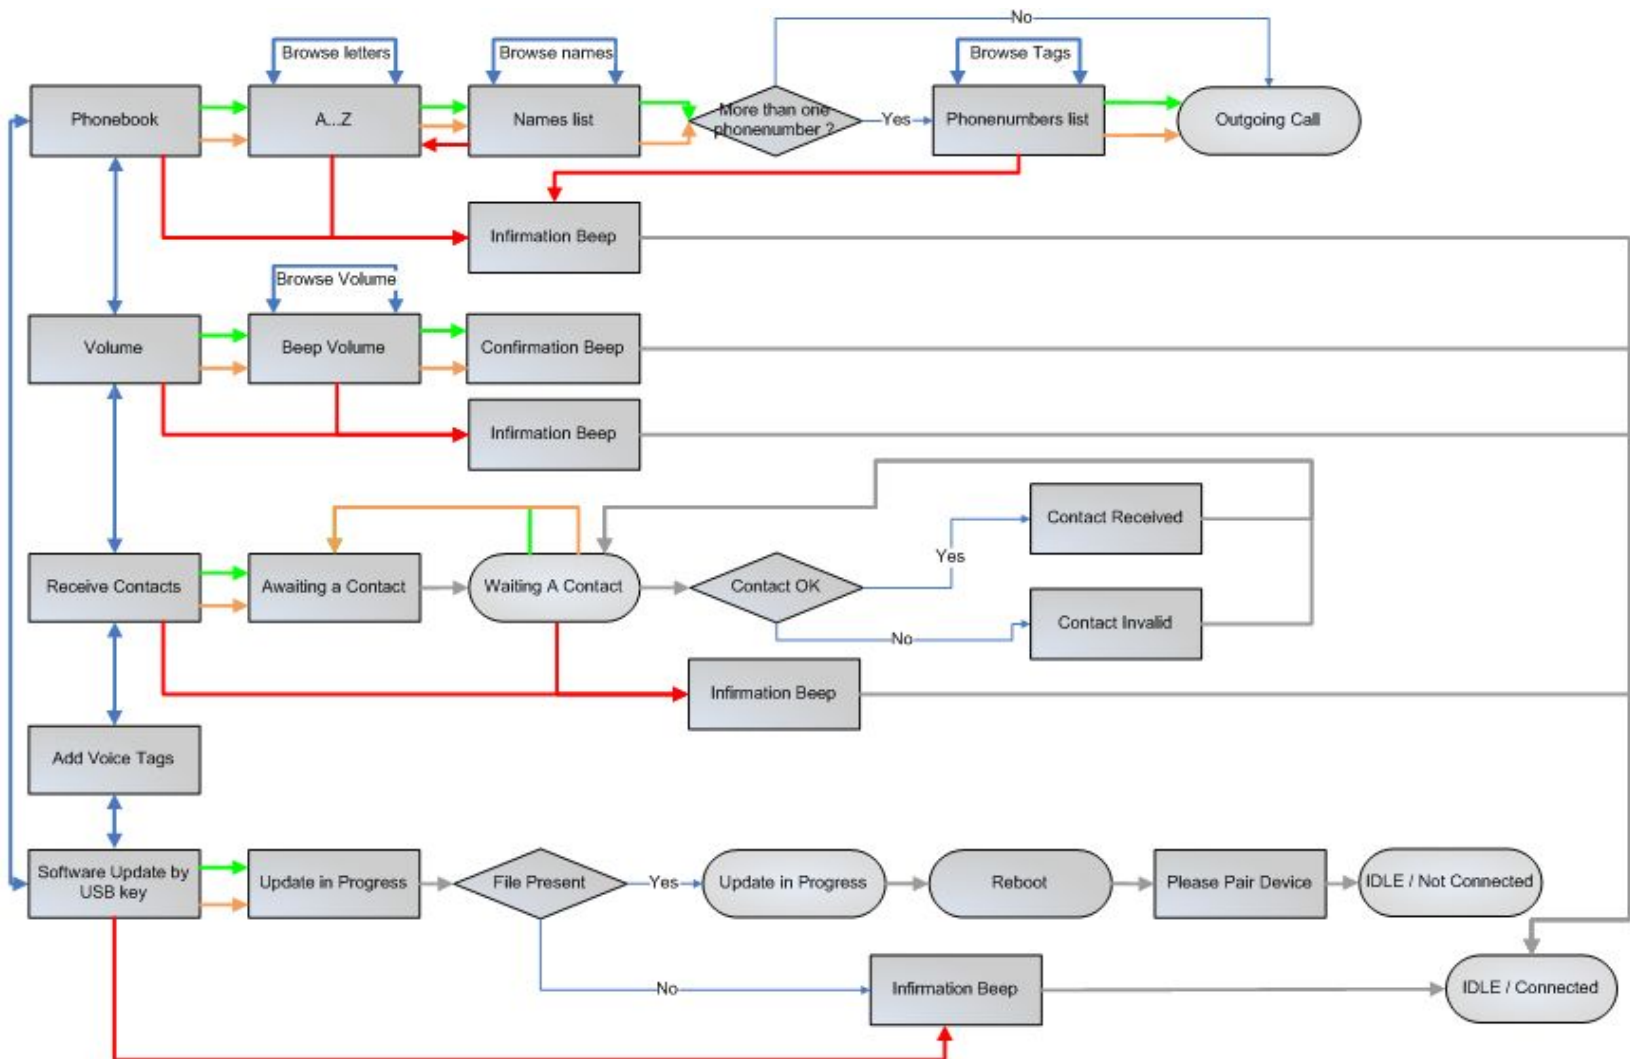 No
Browse letters
Browse names
Browse Tags
Phonebook
A...Z
Names list
More than one
phonenumber ?
Yes
Phonenumbers list
Outgoing Call
Infirmation Beep
Browse Volume
Volume
Beep Volume
Confirmation Beep
Infirmation Beep
Contact Received
Yes
Receive Contacts
Awaiting a Contact
Waiting A Contact
Contact OK
Contact Invalid
No
Infirmation Beep
Add Voice Tags
Software Update by
USB key
Update in Progress
File Present
Yes
Update in Progress
Reboot
Please Pair Device
IDLE / Not Connected
No
Infirmation Beep
IDLE / Connected